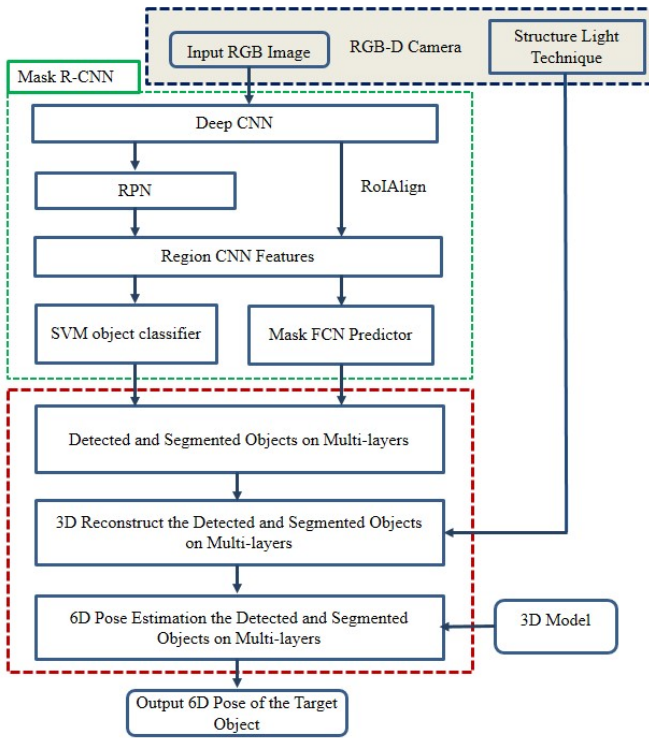 Input RGB Image
RGB-D Camera
Structure Light
Technique
Mask R-CNN
Deep CNN
RPN
RoIAlign
Region CNN Features
SVM object classifier
Mask FCN Predictor
Detected and Segmented Objects on Multi-layers
3D Reconstruct the Detected and Segmented Objects
on Multi-layers
6D Pose Estimation the Detected and Segmented
Objects on Multi-layers
3D Model
Output 6D Pose of the Target
Object